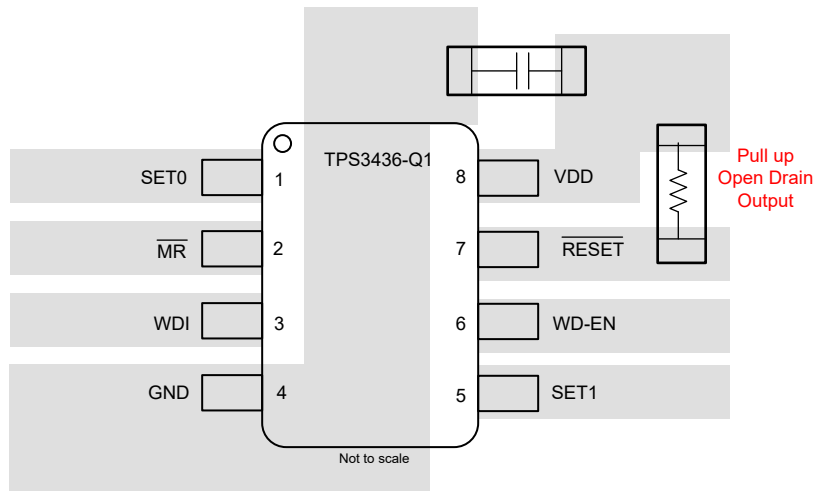 TPS3436-Q1
SET0
1
8
VDD
Pull up
Open Drain
Output
MR
2
7
RESET
WDI
3
6
WD-EN
GND
4
5
SET1
Not to scale